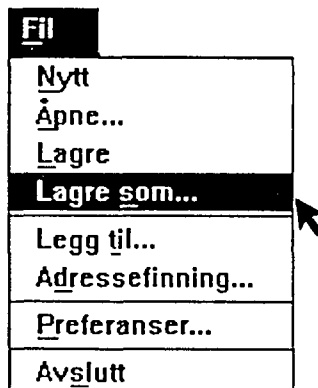 Fil
Nytt
Åpne...
Lagre
Lagre som...
Legg til...
Adressefinning...
Preferanser...
Avslutt